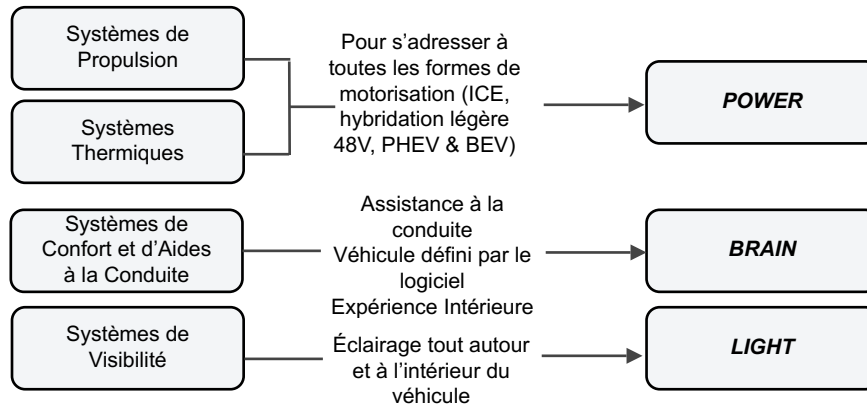 Systèmes de
Propulsion
Systèmes
Thermiques
Pour s’adresser à
toutes les formes de
motorisation (ICE,
hybridation légère
48V, PHEV & BEV)
POWER
Systèmes de
Confort et d’Aides
à la Conduite
Assistance à la
conduite
Véhicule défini par le
logiciel
Expérience Intérieure
BRAIN
Systèmes de
Visibilité
Éclairage tout autour
et à l’intérieur du
véhicule
LIGHT